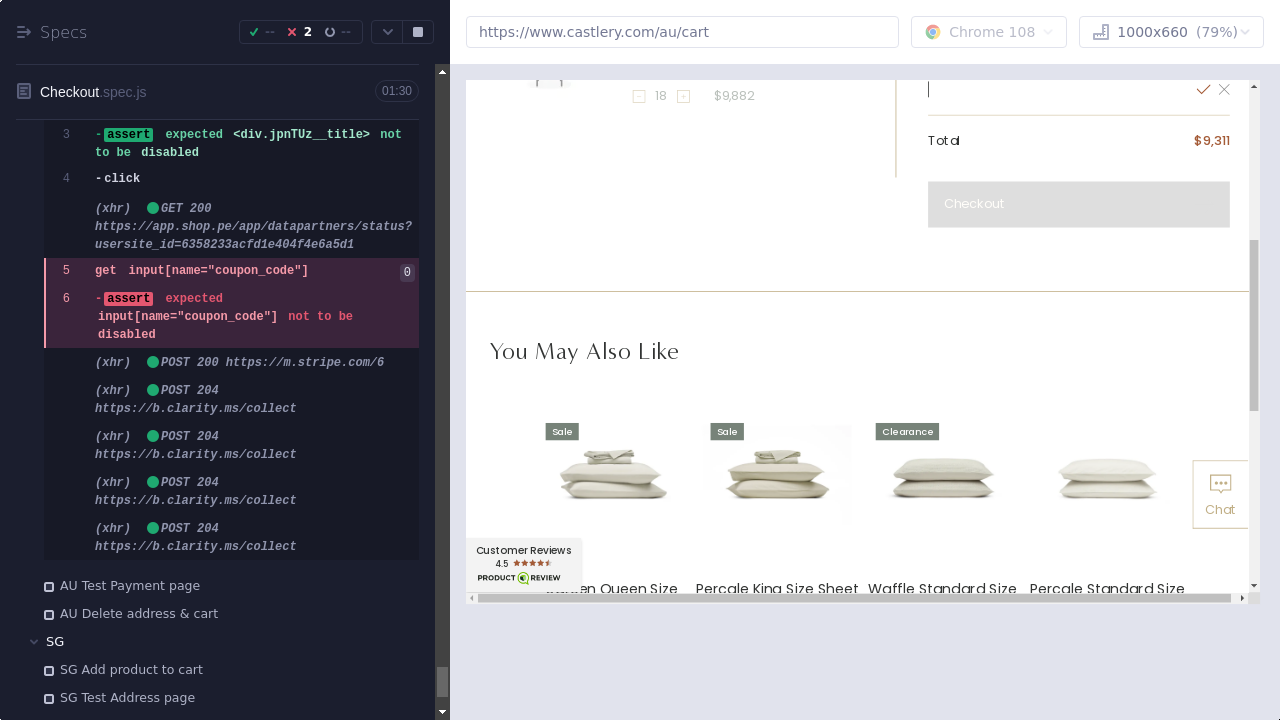 Specs
--
2
--
https://www.castlery.com/au/cart
Chrome 108
1000x660 (79%)
Checkout.spec.js
01:30
3 -assert expected <div.jpnTUz__title> not
to be disabled
4 -click
(xhr) GET 200
https://app.shop.pe/app/datapartners/status?
usersite_id=6358233acfd1e404f4e6a5d1
5 get input[name="coupon_code"] 0
6 -assert expected
input[name="coupon_code"] not to be
disabled
(xhr) POST 200 https://m.stripe.com/6
(xhr) POST 204
https://b.clarity.ms/collect
(xhr) POST 204
https://b.clarity.ms/collect
(xhr) POST 204
https://b.clarity.ms/collect
(xhr) POST 204
https://b.clarity.ms/collect
AU Test Payment page
AU Delete address & cart
SG
SG Add product to cart
SG Test Address page
18 $9,882
Total $9,311
Checkout
You May Also Like
Sale
Sale
Clearance
Chat
Customer Reviews
4.5
PRODUCT REVIEW
Queen Size
Percale King Size Sheet
Waffle Standard Size
Percale Standard Size